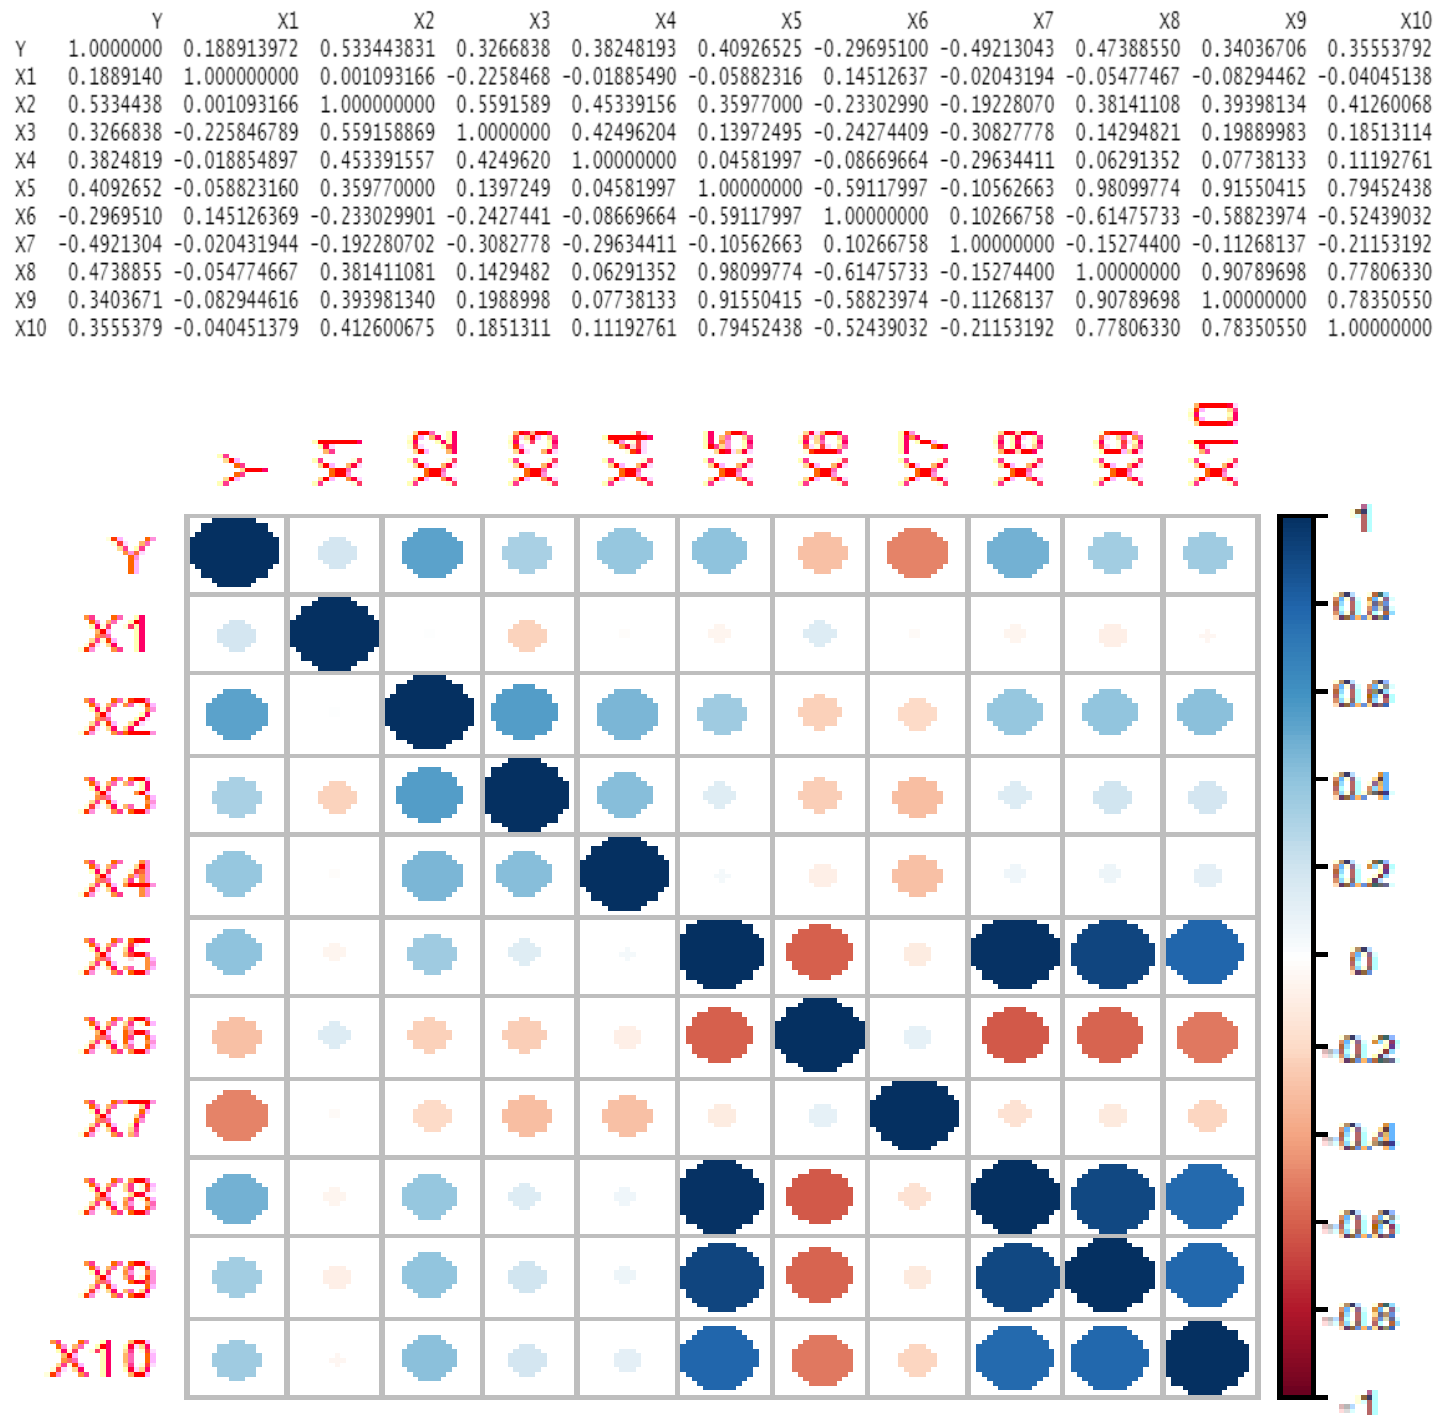 Y X1 X2 X3 X4 X5 X6 X7 X8 X9 X10
Y 1.0000000 0.188913972 0.533443831 0.3266838 0.38248193 0.40926525 -0.29695100 -0.49213043 0.47388550 0.34036706 0.35553792
X1 0.1889140 1.000000000 0.001093166 -0.2258468 -0.01885490 -0.05882316 0.14512637 -0.02043194 -0.05477467 -0.08294462 -0.04045138
X2 0.5334438 0.001093166 1.000000000 0.5591589 0.45339156 0.35977000 -0.23302990 -0.19228070 0.38141108 0.39398134 0.41260068
X3 0.3266838 -0.225846789 0.559158869 1.0000000 0.42496204 0.13972495 -0.24274409 -0.30827778 0.14294821 0.19889983 0.18513114
X4 0.3824819 -0.018854897 0.453391557 0.4249620 1.00000000 0.04581997 -0.08669664 -0.29634411 0.06291352 0.07738133 0.11192761
X5 0.4092652 -0.058823160 0.359770000 0.1397249 0.04581997 1.00000000 -0.59117997 -0.10562663 0.98099774 0.91550415 0.79452438
X6 -0.2969510 0.145126369 -0.233029901 -0.2427441 -0.08669664 -0.59117997 1.00000000 0.10266758 -0.61475733 -0.58823974 -0.52439032
X7 -0.4921304 -0.020431944 -0.192280702 -0.3082778 -0.29634411 -0.10562663 0.10266758 1.00000000 -0.15274400 -0.11268137 -0.21153192
X8 0.4738855 -0.054774667 0.381411081 0.1429482 0.06291352 0.98099774 -0.61475733 -0.15274400 1.00000000 0.90789698 0.77806330
X9 0.3403671 -0.082944616 0.393981340 0.1988998 0.07738133 0.91550415 -0.58823974 -0.11268137 0.90789698 1.00000000 0.78350550
X10 0.3555379 -0.040451379 0.412600675 0.1851311 0.11192761 0.79452438 -0.52439032 -0.21153192 0.77806330 0.78350550 1.00000000
Y X1 X2 X3 X4 X5 X6 X7 X8 X9 X10
Y
X1
X2
X3
X4
X5
X6
X7
X8
X9
X10
1
0.8
0.6
0.4
0.2
0
-0.2
-0.4
-0.6
-0.8
-1